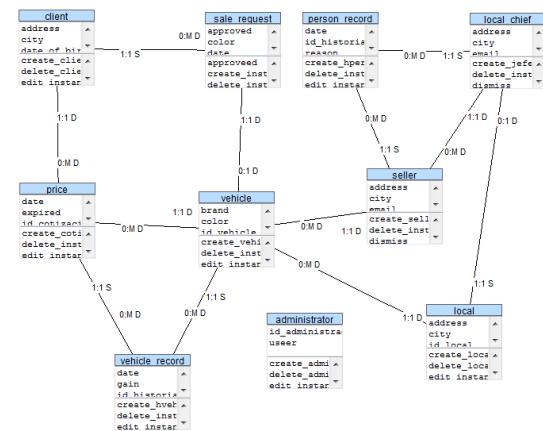 client
address
city
date_of_bir
create_clie
delete_clie
edit instan
sale_request
approved
color
date
approveed
create_inst
delete_inst
person_record
date
id_historia
reason
create_hper
delete_inst
edit instan
local_chief
address
city
email
create_jefe
delete_inst
dismiss
0:M D
1:1 S
0:M D
1:1 S
1:1 D
0:M D
1:1 D
0:1 D
0:M D
1:1 S
1:1 D
0:M D
0:1 D
1:1 S
price
date
expired
id_cotizaci
create_coti
delete_inst
edit instan
vehicle
brand
color
id_vehicle
create_vehi
delete_inst
edit instan
seller
address
city
email
create_sell
delete_inst
dismiss
1:1 D
0:M D
0:M D
1:1 D
0:M D
1:1 D
1:1 S
0:M D
1:1 S
0:M D
vehicle_record
date
gain
id_historia
create_hveh
delete_inst
edit instan
administrator
id_administra
useer
create_admi
delete_admi
edit instan
local
address
city
id_local
create_loca
delete_loca
edit instan